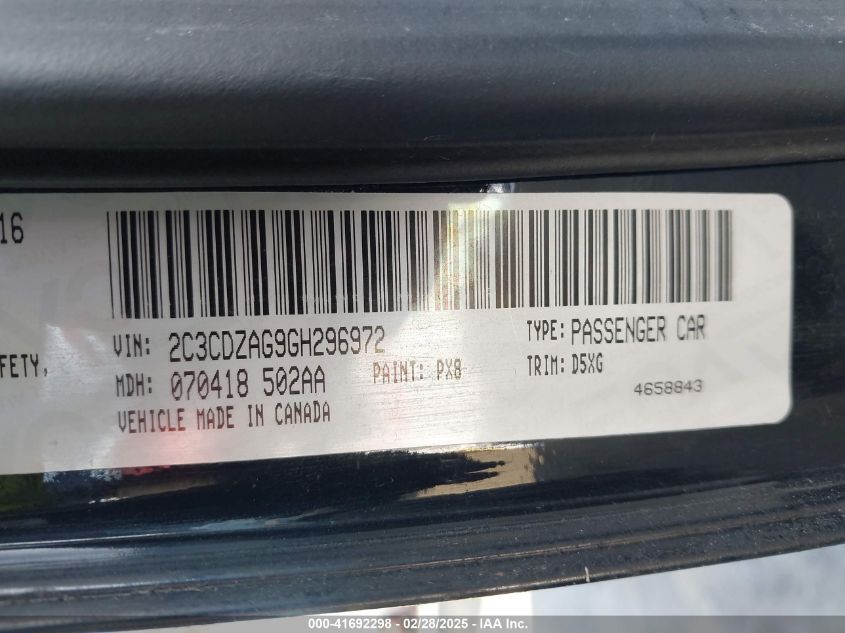 16
FETY,
VIN: 2C3CDZAG9GH296972
TYPE: PASSENGER CAR
MDH: 070418 502AA
PAINT: PX8
TRIM: D5XG
VEHICLE MADE IN CANADA
4658843
000-41692298 - 02/28/2025 - IAA Inc.